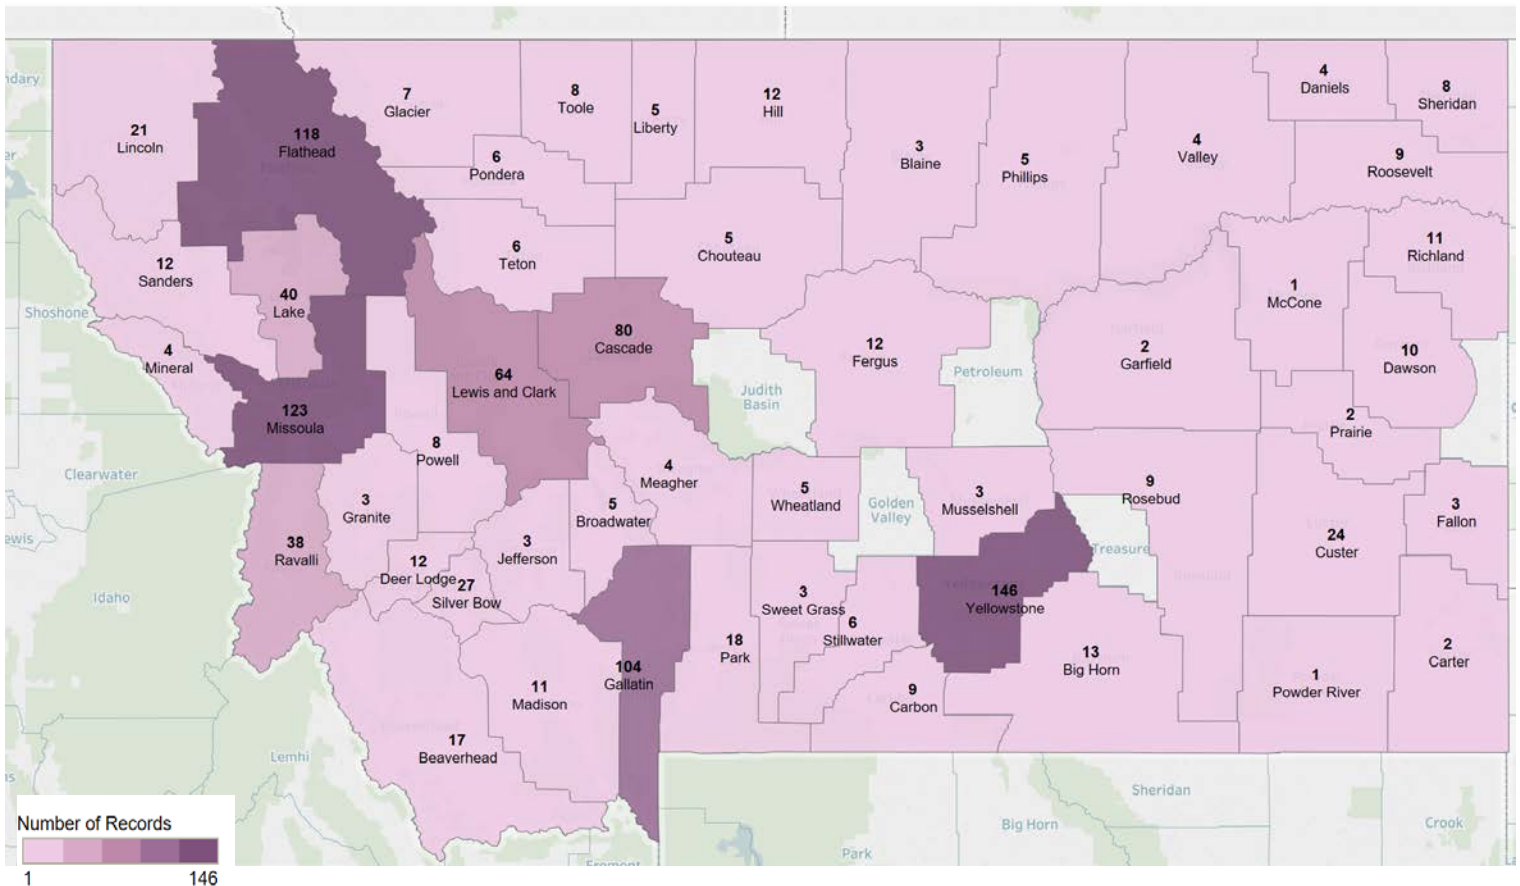 7
Glacier
8
Toole
5
Liberty
12
Hill
4
Daniels
8
Sheridan
21
Lincoln
118
Flathead
6
Pondera
3
Blaine
5
Phillips
4
Valley
9
Roosevelt
12
Sanders
40
Lake
6
Teton
5
Chouteau
11
Richland
1
McCone
Shoshone
4
Mineral
64
Lewis and Clark
80
Cascade
Judith
Basin
12
Fergus
Petroleum
2
Garfield
10
Dawson
2
Prairie
123
Missoula
8
Powell
Clearwater
4
Meagher
3
Granite
5
Broadwater
5
Wheatland
Golden
Valley
3
Musselshell
9
Rosebud
3
Fallon
24
Custer
38
Ravalli
3
Jefferson
12
Deer Lodge
27
Silver Bow
Treasure
Idaho
3
Sweet Grass
6
Stillwater
146
Yellowstone
18
Park
13
Big Horn
2
Carter
104
Gallatin
11
Madison
9
Carbon
1
Powder River
17
Beaverhead
Lemhi
Sheridan
Big Horn
Crook
Park
Number of Records
1 146